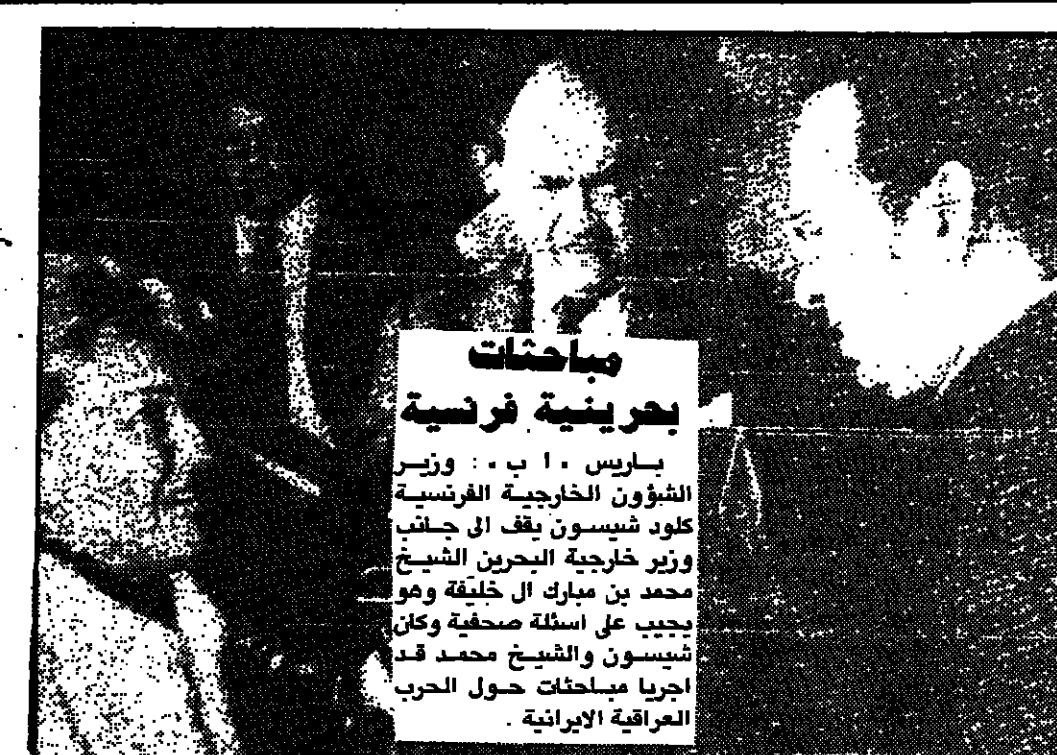 مباحثات
بحرينية فرنسية
باريس . ا ب . : وزير
الشؤون الخارجية الفرنسية
كلود شيسون يقف الى جانب
وزير خارجية البحرين الشيخ
محمد بن مبارك ال خليفة وهو
يجيب على اسئلة صحفية وكان
شيسون والشيخ محمد قد
اجريا مباحثات حول الحرب
العراقية الايرانية .